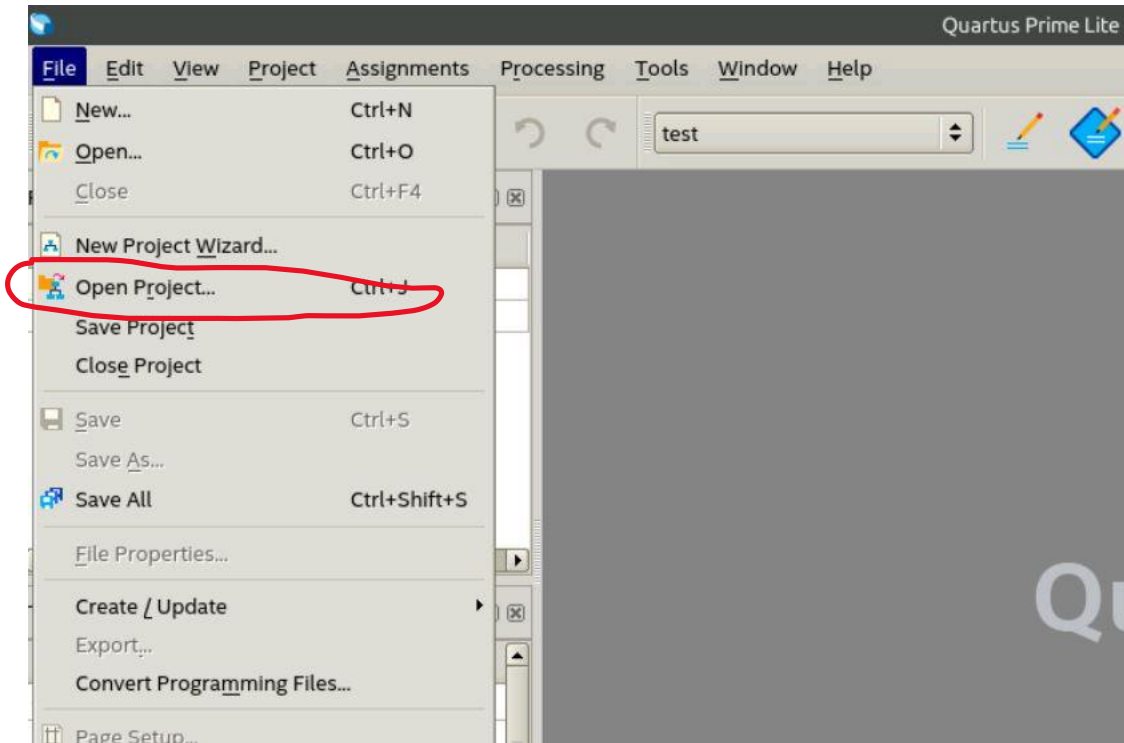 Quartus Prime Lite
File Edit View Project Assignments Processing Tools Window Help
New... Ctrl+N
test
Open... Ctrl+O
Close Ctrl+F4
New Project Wizard...
Open Project... Ctrl+J
Save Project
Close Project
Save Ctrl+S
Save As...
Save All Ctrl+Shift+S
File Properties...
Create / Update
Qu
Export...
Convert Programming Files...
Page Setup...